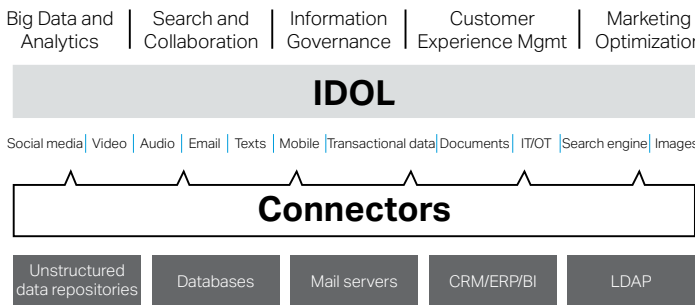 Big Data and Analytics
Search and Collaboration
Information Governance
Customer Experience Mgmt
Marketing Optimization
IDOL
Social media Video Audio Email Texts Mobile Transactional data Documents IT/OT Search engine Images
Connectors
Unstructured data repositories
Databases
Mail servers
CRM/ERP/BI
LDAP